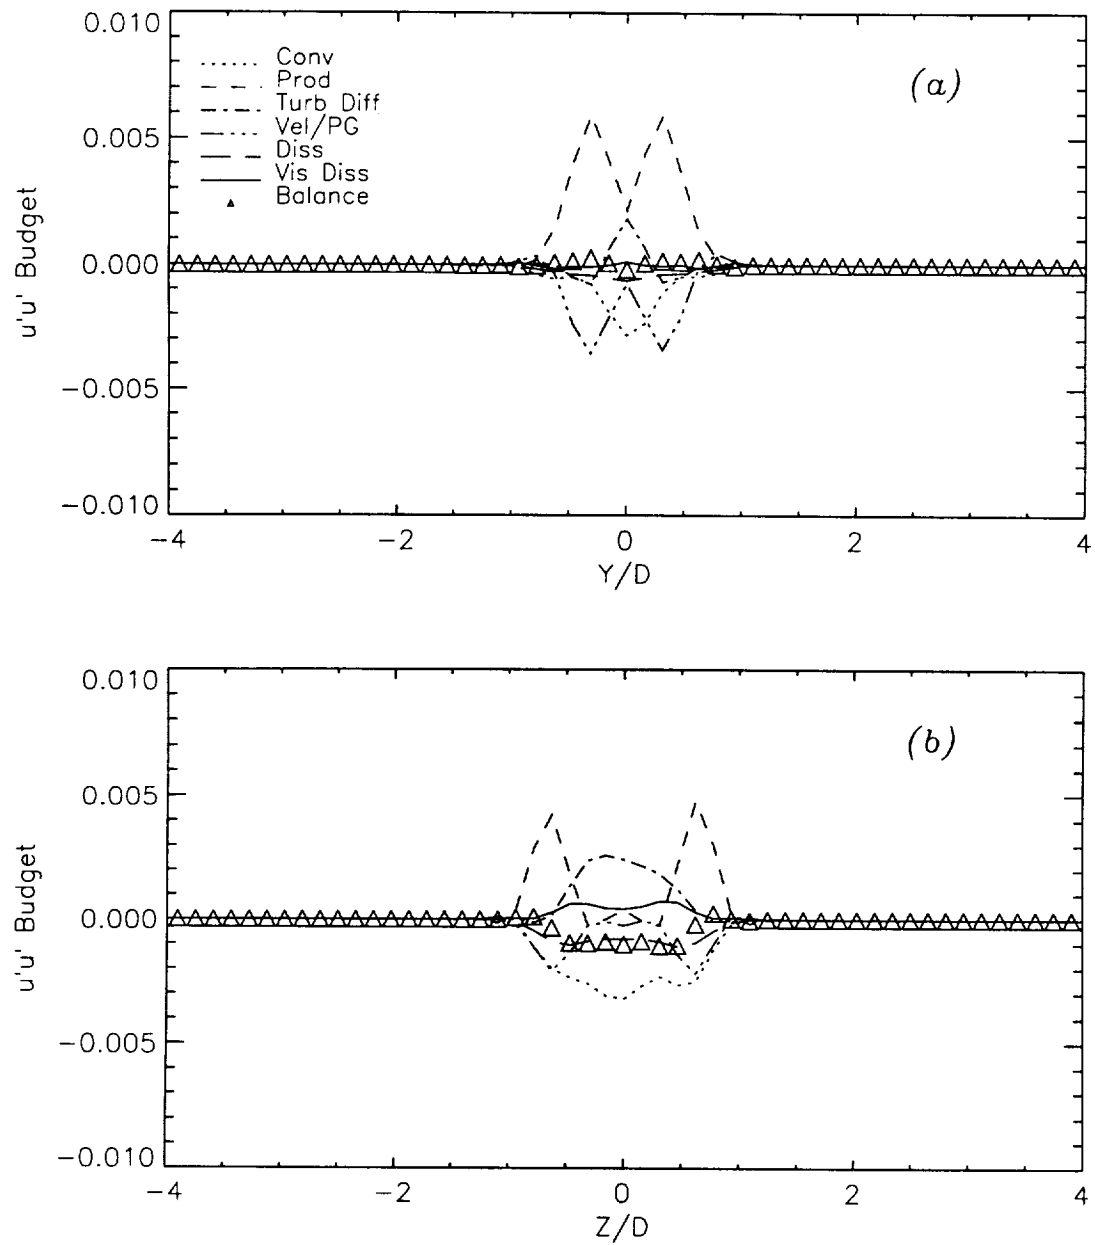 0.010
0.005
0.000
−0.005
−0.010
u'u' Budget
Conv
Prod
Turb Diff
Vel/PG
Diss
Vis Diss
Balance
(a)
−4 −2 0 2 4
Y/D
0.010
0.005
0.000
−0.005
−0.010
u'u' Budget
(b)
−4 −2 0 2 4
Z/D